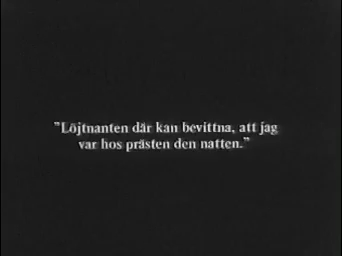 "Löjtnanten där kan bevittna, att jag
var hos prästen den natten."